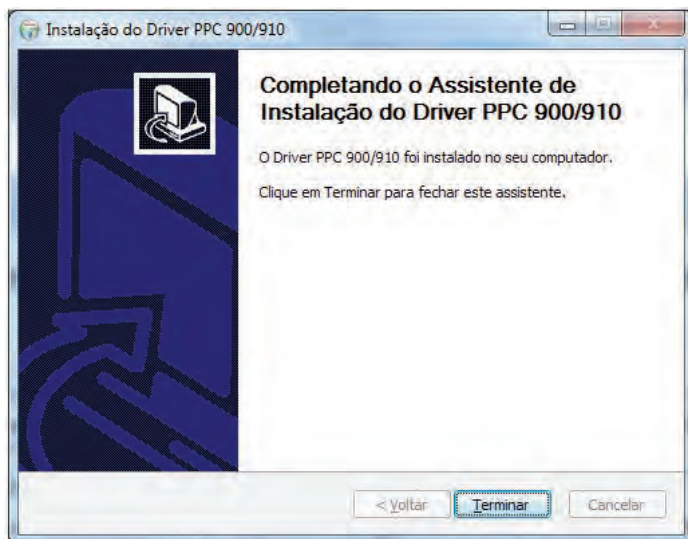 Instalação do Driver PPC 900/910
Completando o Assistente de
Instalação do Driver PPC 900/910
O Driver PPC 900/910 foi instalado no seu computador.
Clique em Terminar para fechar este assistente.
< Voltar Terminar Cancelar